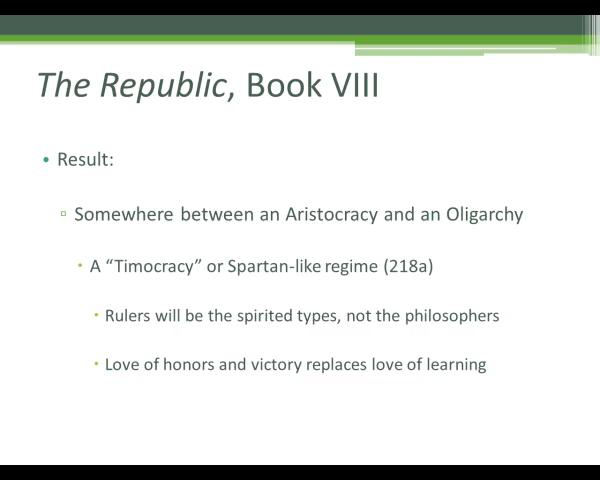 The Republic, Book VIII
• Result:
▫ Somewhere between an Aristocracy and an Oligarchy
• A “Timocracy” or Spartan-like regime (218a)
• Rulers will be the spirited types, not the philosophers
• Love of honors and victory replaces love of learning